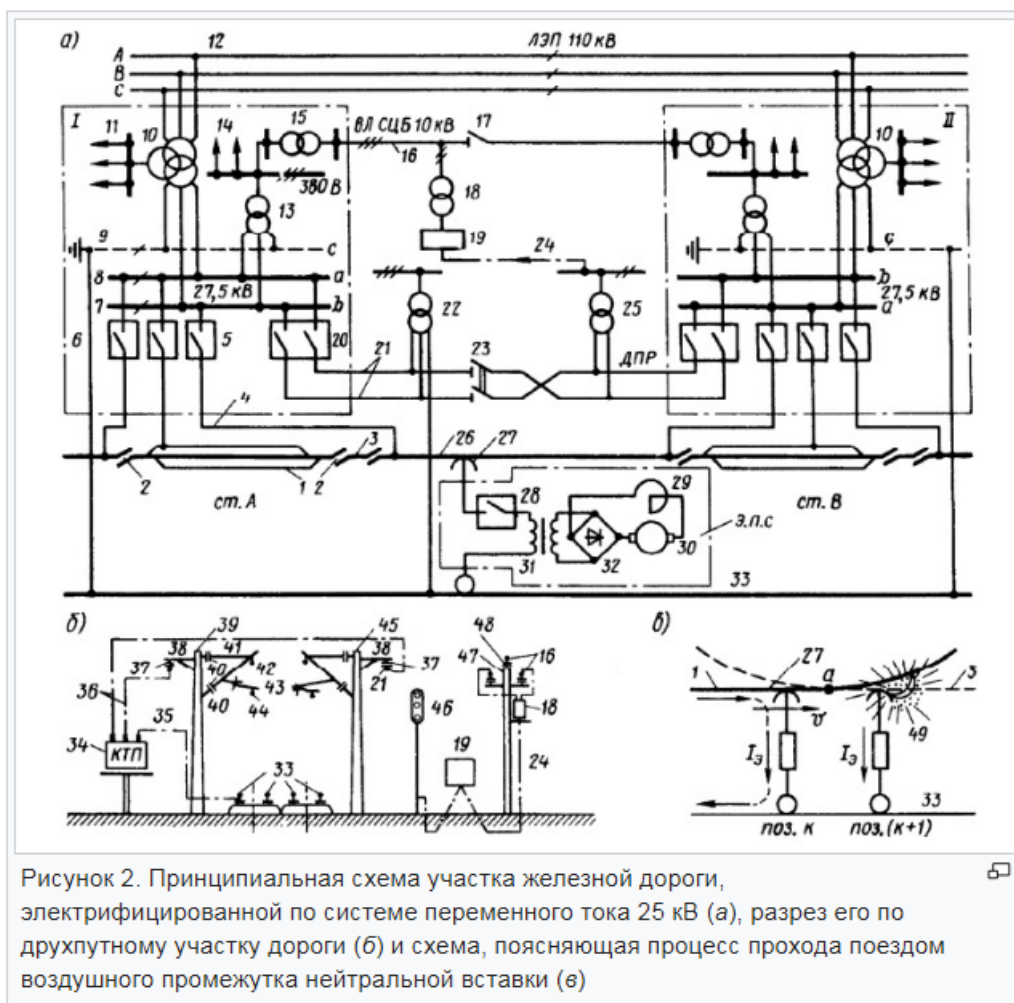 а) 12 ЛЭП 110 кВ
А
В
С
I 11 10 14 15 ВЛ СЦБ 10 кВ 17 10 II
16
380 В 18
13
9 с 19 24 с
8 а b
27,5 кВ 22 25 27,5 кВ
7 b а
6 5 20 21 23 ДПР
4
26 27
2 1 2 3 28 29
ст. А э.п.с ст. В
31 32 30
33
б) 39 45 48 в)
38 41 38 47 16 27
37 40 42 37 1 а 3
43 21 18 v
36 40 44 46 49
35 19 Iэ Iэ
34 КТП 33 24 33
поз. к поз. (к+1)
Рисунок 2. Принципиальная схема участка железной дороги,
электрифицированной по системе переменного тока 25 кВ (а), разрез его по
друхпутному участку дороги (б) и схема, поясняющая процесс прохода поездом
воздушного промежутка нейтральной вставки (в)